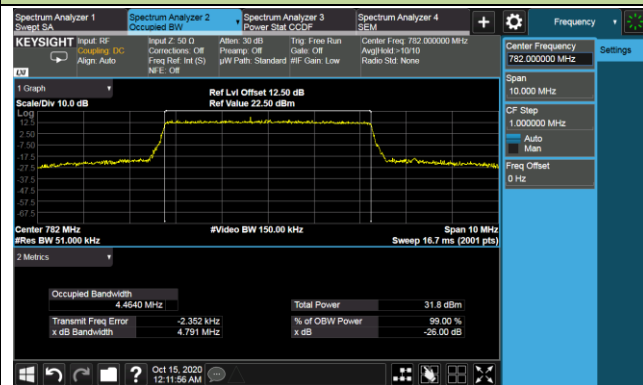 Spectrum Analyzer 1
Swept SA
Spectrum Analyzer 2
Occupied BW
Spectrum Analyzer 3
Power Stat CCDF
Spectrum Analyzer 4
SEM
Frequency
KEYSIGHT
Input: RF
Coupling: DC
Align: Auto
Input Z: 50 Ω
Corrections: Off
Freq Ref: Int (S)
NFE: Off
Atten: 30 dB
Preamp: Off
µW Path: Standard
Trig: Free Run
Gate: Off
#IF Gain: Low
Center Freq: 782.000000 MHz
Avg|Hold:>10/10
Radio Std: None
LXI
1 Graph
Scale/Div 10.0 dB
Ref Lvl Offset 12.50 dB
Ref Value 22.50 dBm
Log
12.5
2.50
-7.50
-17.5
-27.5
-37.5
-47.5
-57.5
-67.5
Center 782 MHz
#Res BW 51.000 kHz
#Video BW 150.00 kHz
Span 10 MHz
Sweep 16.7 ms (2001 pts)
2 Metrics
Occupied Bandwidth
4.4640 MHz
Total Power 31.8 dBm
Transmit Freq Error -2.352 kHz
% of OBW Power 99.00 %
x dB Bandwidth 4.791 MHz
x dB -26.00 dB
Oct 15, 2020
12:11:56 AM
Center Frequency
782.000000 MHz
Settings
Span
10.000 MHz
CF Step
1.000000 MHz
Auto
Man
Freq Offset
0 Hz